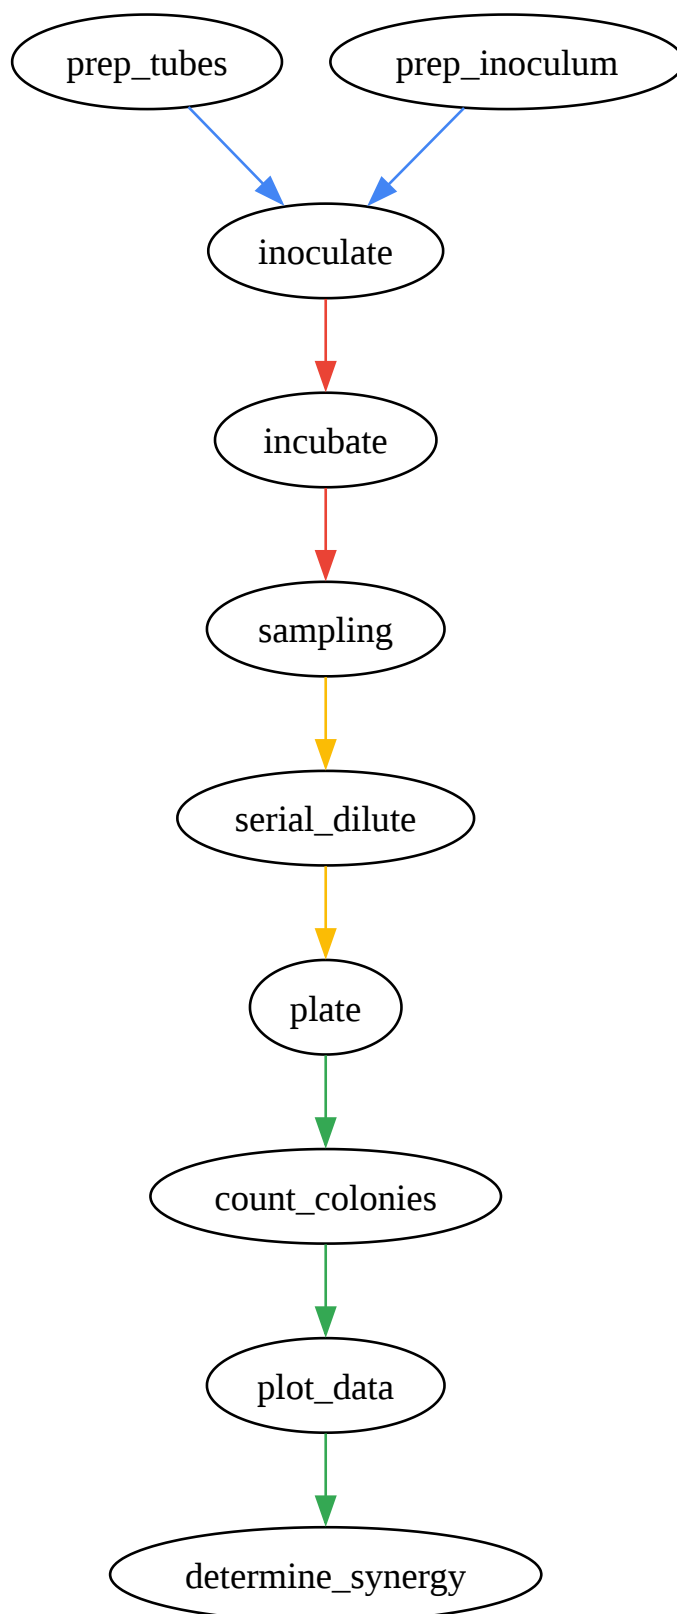 prep_tubes
prep_inoculum
inoculate
incubate
sampling
serial_dilute
plate
count_colonies
plot_data
determine_synergy